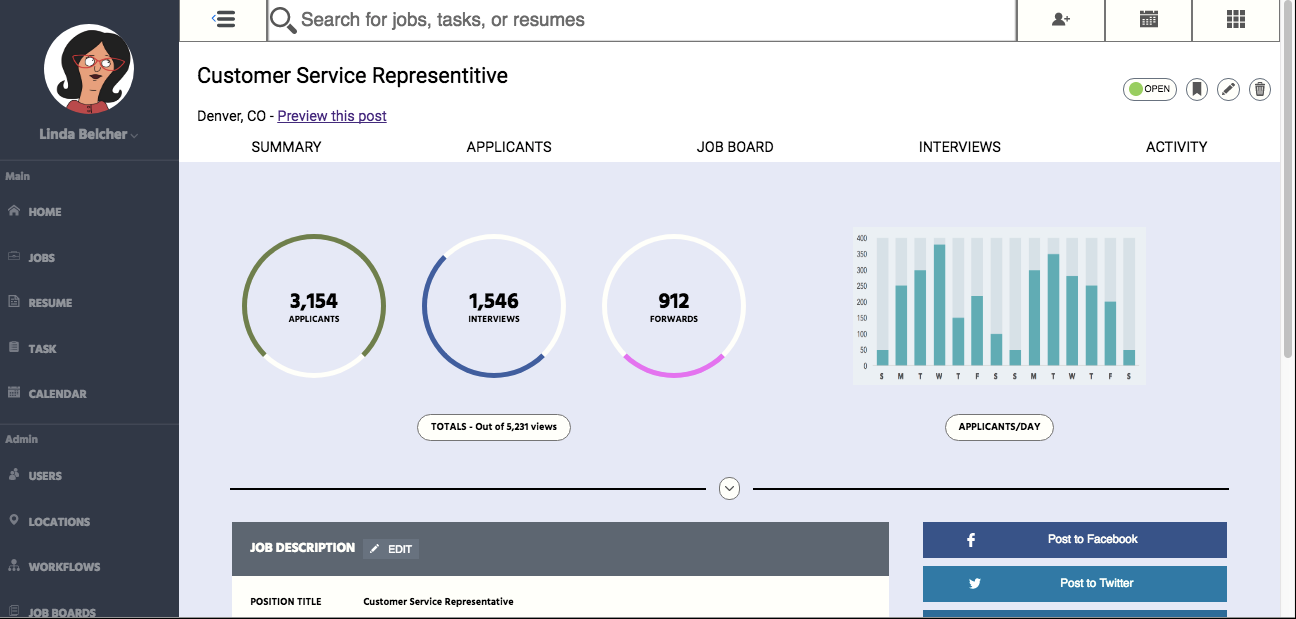 Search for jobs, tasks, or resumes
Linda Belcher
Main
HOME
JOBS
RESUME
TASK
CALENDAR
Admin
USERS
LOCATIONS
WORKFLOWS
JOB BOARDS
Customer Service Representitive
OPEN
Denver, CO - Preview this post
SUMMARY APPLICANTS JOB BOARD INTERVIEWS ACTIVITY
3,154
APPLICANTS
1,546
INTERVIEWS
912
FORWARDS
TOTALS - Out of 5,231 views
400
350
300
250
200
150
100
50
0
S M T W T F S S M T W T F S
APPLICANTS/DAY
JOB DESCRIPTION EDIT
POSITION TITLE Customer Service Representative
Post to Facebook
Post to Twitter